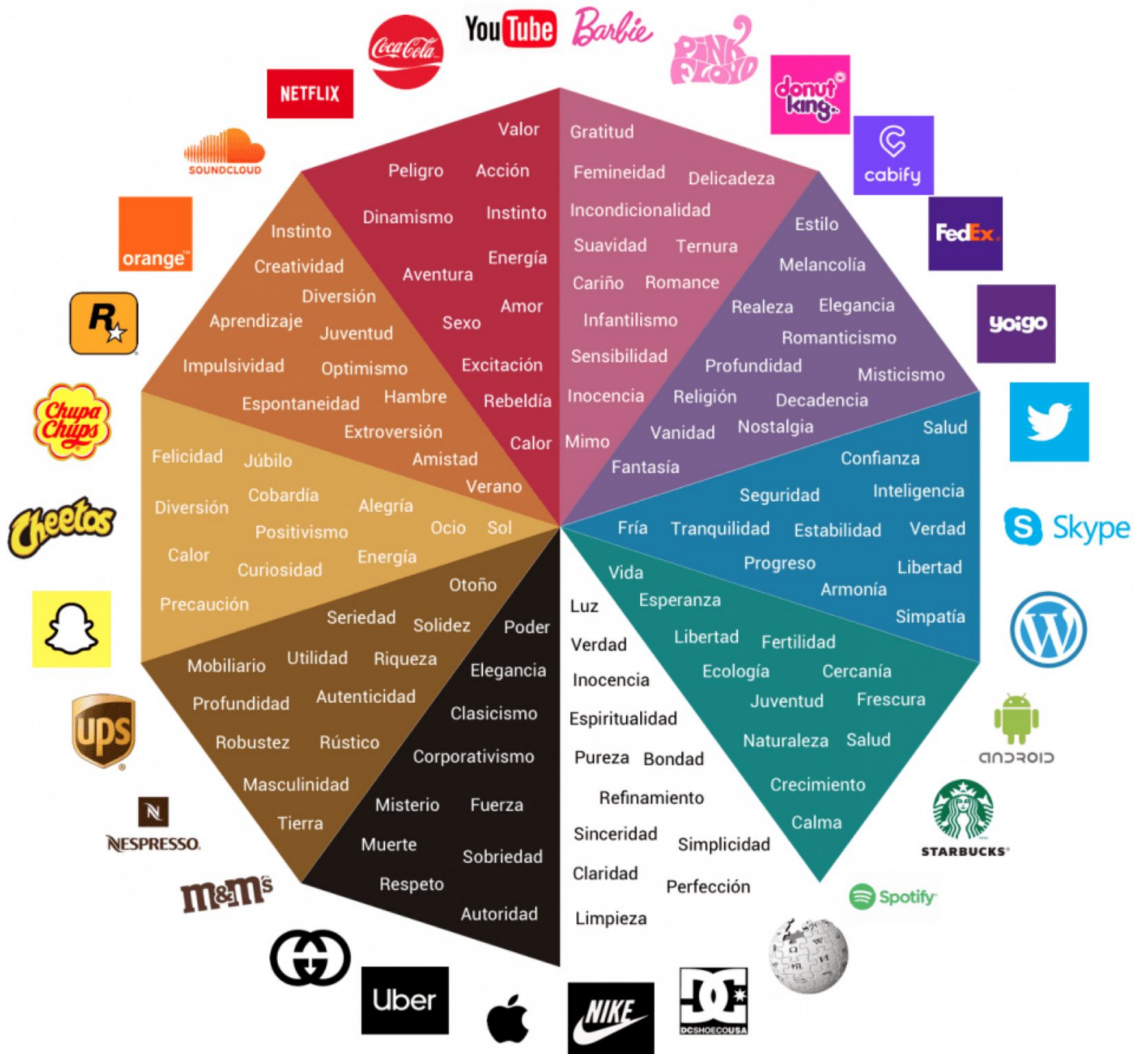 YouTube
Barbie
Coca-Cola
PINK
FLOYD
NETFLIX
donut
king
SOUNDCLOUD
cabify
orange™
FedEx
R
yoigo
Chupa
Chups
Cheetos
S Skype
W
ups
ANDROID
N
NESPRESSO
STARBUCKS®
m&m's
Spotify
Uber
NIKE
DC
DCSHOECOUSA
Valor
Peligro Acción
Dinamismo Instinto
Energía
Aventura
Amor
Sexo
Excitación
Rebeldía
Calor
Gratitud
Femineidad Delicadeza
Incondicionalidad
Suavidad Ternura
Cariño Romance
Infantilismo
Sensibilidad
Inocencia
Mimo
Estilo
Melancolía
Realeza Elegancia
Romanticismo
Profundidad
Misticismo
Religión Decadencia
Vanidad Nostalgia
Fantasía
Salud
Confianza
Seguridad Inteligencia
Fría Tranquilidad Estabilidad Verdad
Progreso Libertad
Armonía
Simpatía
Vida
Esperanza
Libertad Fertilidad
Ecología Cercanía
Juventud Frescura
Naturaleza Salud
Crecimiento
Calma
Luz
Verdad
Inocencia
Espiritualidad
Pureza Bondad
Refinamiento
Sinceridad Simplicidad
Claridad
Perfección
Limpieza
Poder
Elegancia
Clasicismo
Corporativismo
Misterio Fuerza
Muerte
Sobriedad
Respeto
Autoridad
Otoño
Seriedad Solidez
Mobiliario Utilidad Riqueza
Profundidad Autenticidad
Robustez Rústico
Masculinidad
Tierra
Felicidad Júbilo
Cobardía
Diversión Alegría
Positivismo Ocio Sol
Calor Energía
Curiosidad
Precaución
Instinto
Creatividad
Diversión
Aprendizaje
Juventud
Impulsividad Optimismo
Espontaneidad Hambre
Extroversión
Amistad
Verano